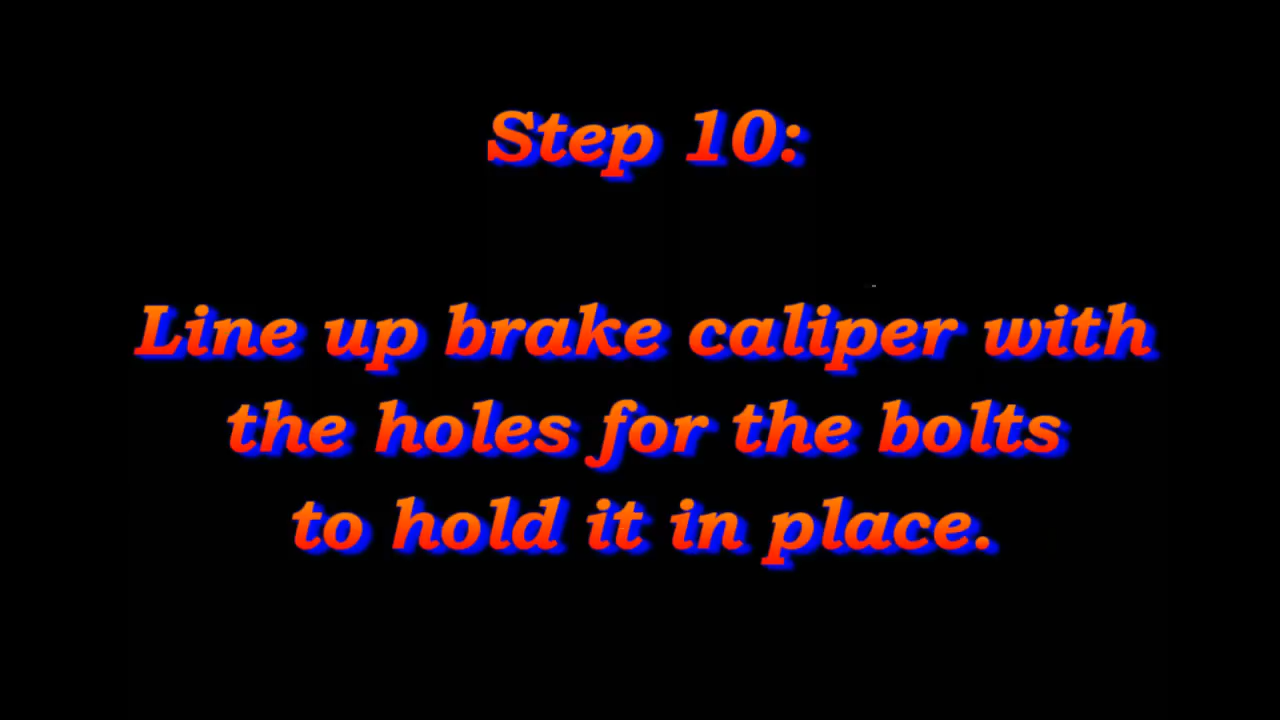 Step 10:
Line up brake caliper with
the holes for the bolts
to hold it in place.